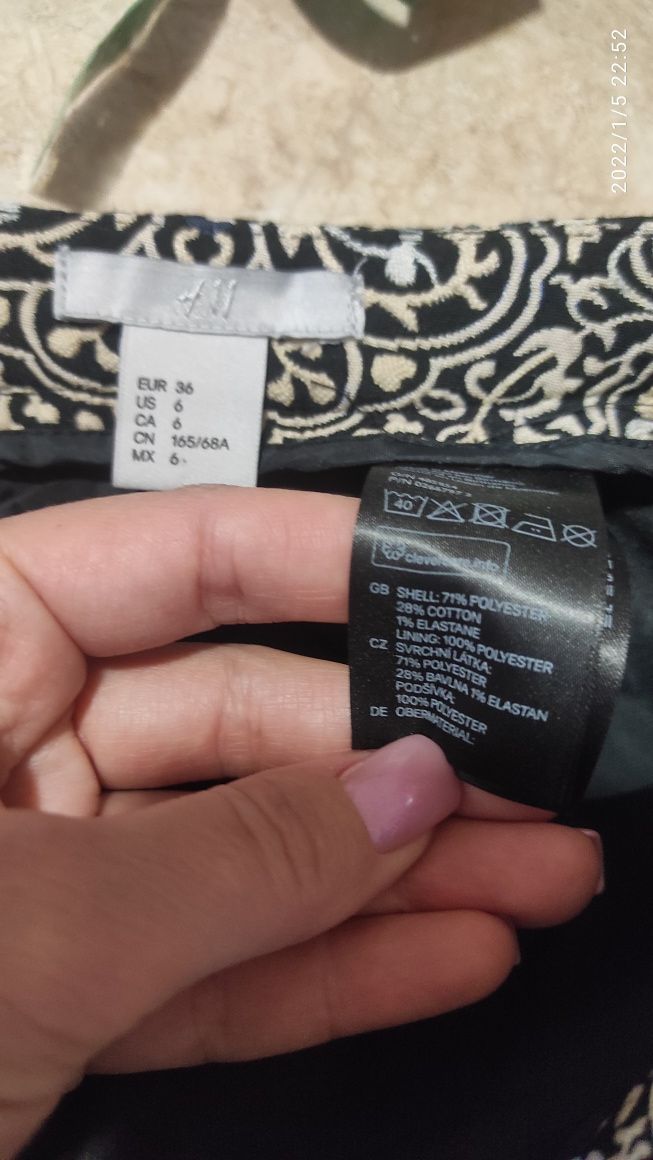 2022/1/5 22:52
H&M
EUR 36
US 6
CA 6
CN 165/68A
MX 6
40
clevercare.info
GB SHELL: 71% POLYESTER
28% COTTON
1% ELASTANE
LINING: 100% POLYESTER
CZ SVRCHNÍ LÁTKA:
71% POLYESTER
28% BAVLNA 1% ELASTAN
PODŠÍVKA:
100% POLYESTER
DE OBERMATERIAL: